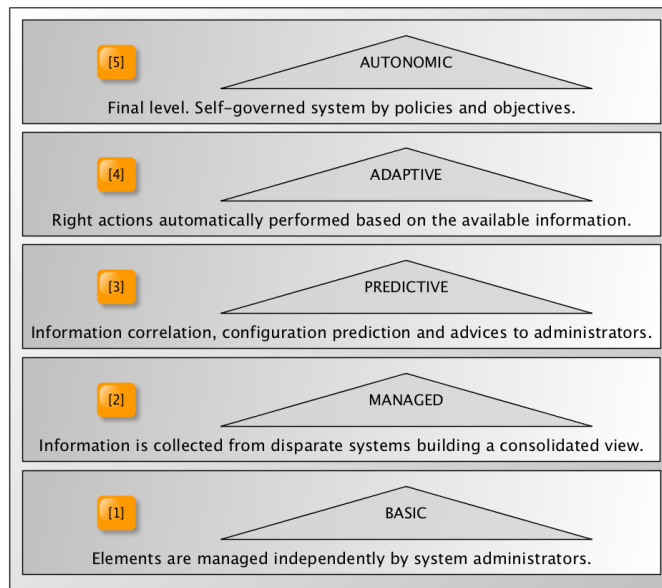 [5]
AUTONOMIC
Final level. Self-governed system by policies and objectives.
[4]
ADAPTIVE
Right actions automatically performed based on the available information.
[3]
PREDICTIVE
Information correlation, configuration prediction and advices to administrators.
[2]
MANAGED
Information is collected from disparate systems building a consolidated view.
[1]
BASIC
Elements are managed independently by system administrators.